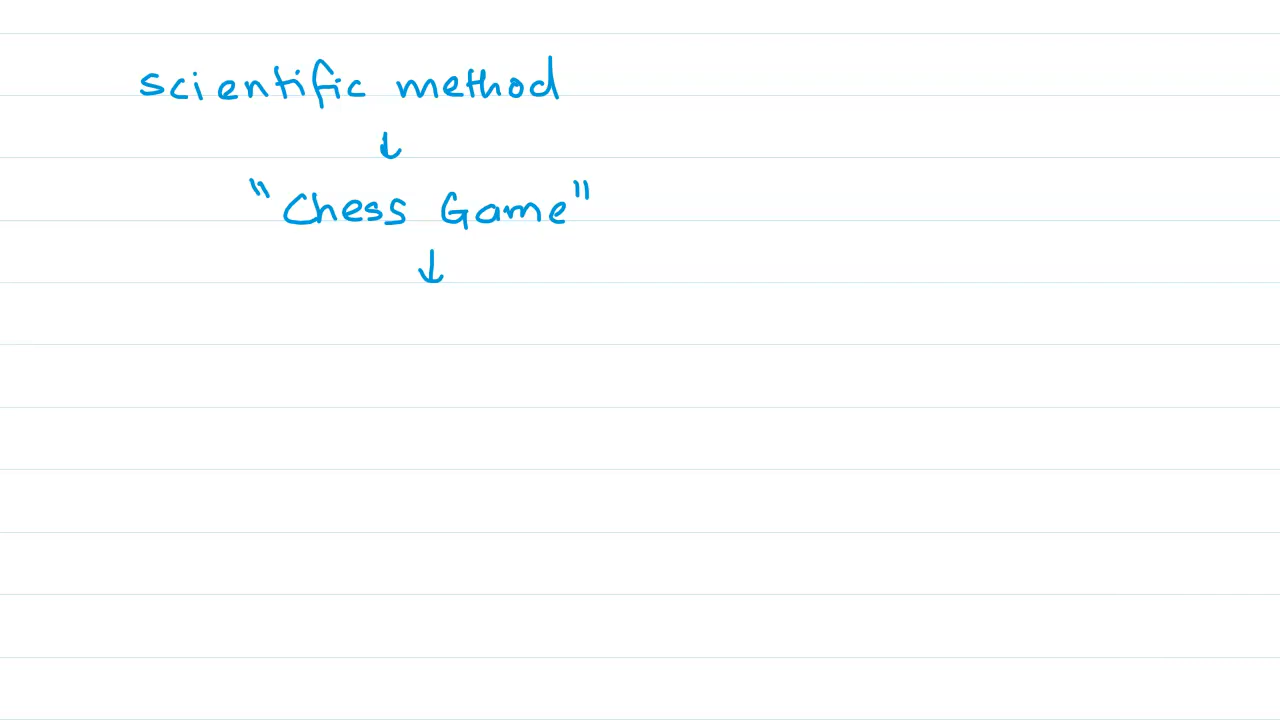 scientific method
↓
"Chess Game"
↓